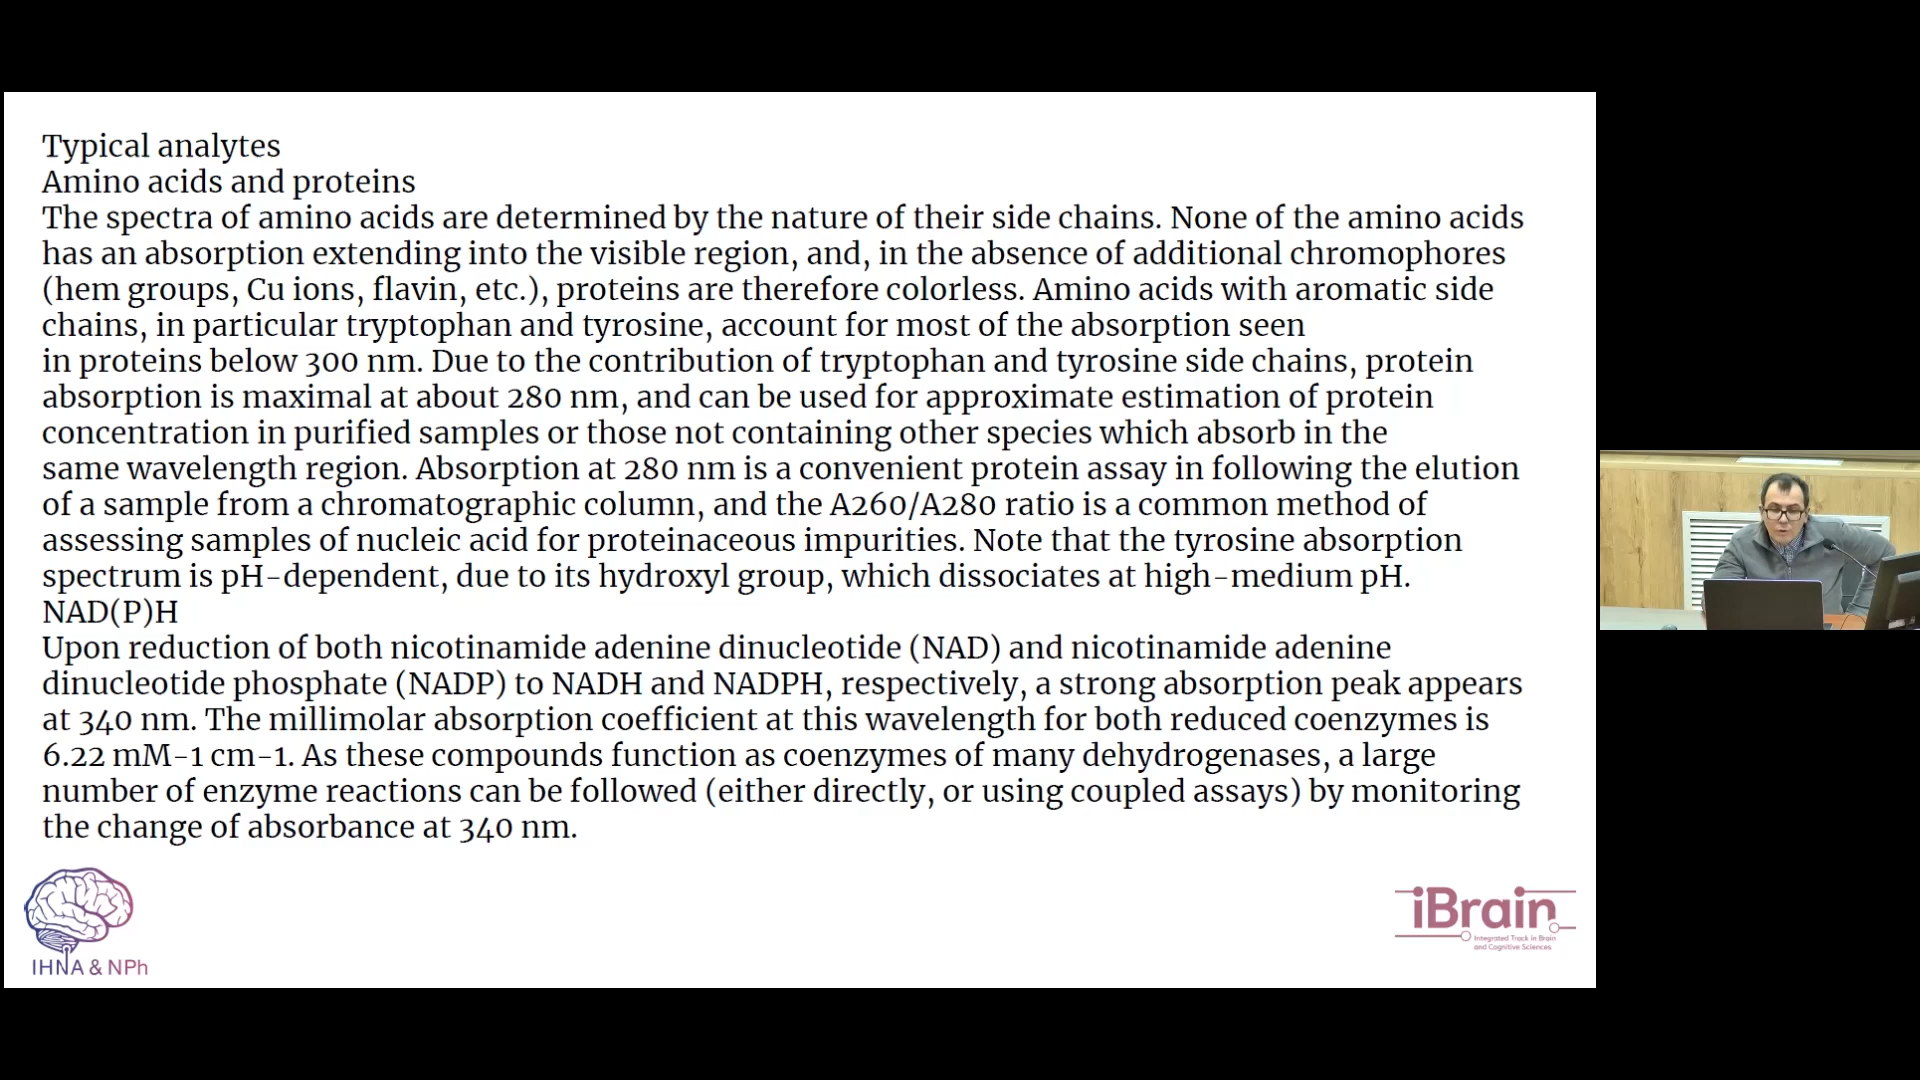 Typical analytes
Amino acids and proteins
The spectra of amino acids are determined by the nature of their side chains. None of the amino acids
has an absorption extending into the visible region, and, in the absence of additional chromophores
(hem groups, Cu ions, flavin, etc.), proteins are therefore colorless. Amino acids with aromatic side
chains, in particular tryptophan and tyrosine, account for most of the absorption seen
in proteins below 300 nm. Due to the contribution of tryptophan and tyrosine side chains, protein
absorption is maximal at about 280 nm, and can be used for approximate estimation of protein
concentration in purified samples or those not containing other species which absorb in the
same wavelength region. Absorption at 280 nm is a convenient protein assay in following the elution
of a sample from a chromatographic column, and the A260/A280 ratio is a common method of
assessing samples of nucleic acid for proteinaceous impurities. Note that the tyrosine absorption
spectrum is pH-dependent, due to its hydroxyl group, which dissociates at high-medium pH.
NAD(P)H
Upon reduction of both nicotinamide adenine dinucleotide (NAD) and nicotinamide adenine
dinucleotide phosphate (NADP) to NADH and NADPH, respectively, a strong absorption peak appears
at 340 nm. The millimolar absorption coefficient at this wavelength for both reduced coenzymes is
6.22 mM-1 cm-1. As these compounds function as coenzymes of many dehydrogenases, a large
number of enzyme reactions can be followed (either directly, or using coupled assays) by monitoring
the change of absorbance at 340 nm.
IHNA & NPh
iBrain
Integrated Track in Brain
and Cognitive Sciences